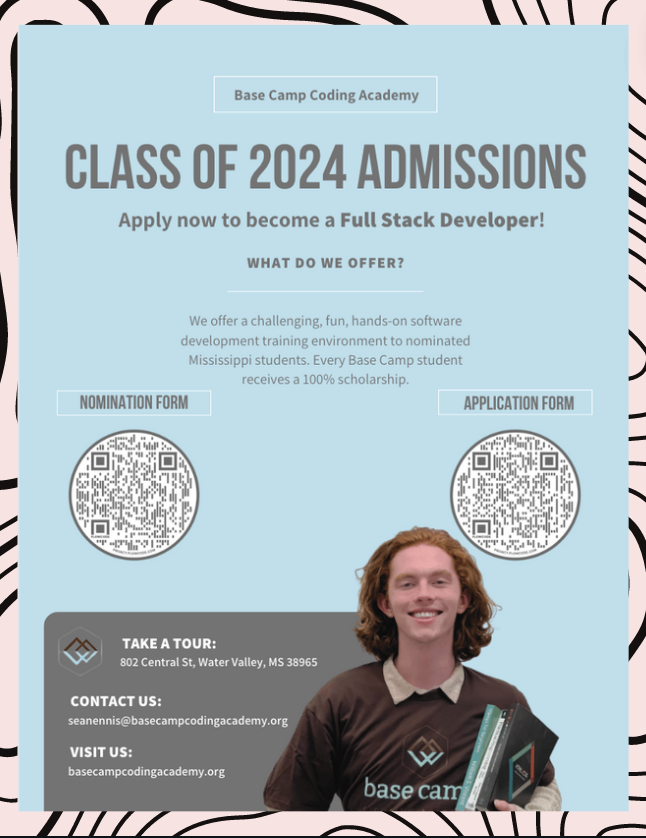 Base Camp Coding Academy
CLASS OF 2024 ADMISSIONS
Apply now to become a Full Stack Developer!
WHAT DO WE OFFER?
We offer a challenging, fun, hands-on software
development training environment to nominated
Mississippi students. Every Base Camp student
receives a 100% scholarship.
NOMINATION FORM
APPLICATION FORM
TAKE A TOUR:
802 Central St, Water Valley, MS 38965
CONTACT US:
seanennis@basecampcodingacademy.org
VISIT US:
basecampcodingacademy.org
base cam